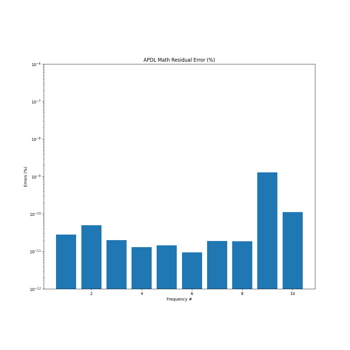 APDL Math Residual Error (%)
10⁻⁶
10⁻⁷
10⁻⁸
10⁻⁹
10⁻¹⁰
10⁻¹¹
10⁻¹²
Errors (%)
2 4 6 8 10
Frequency #